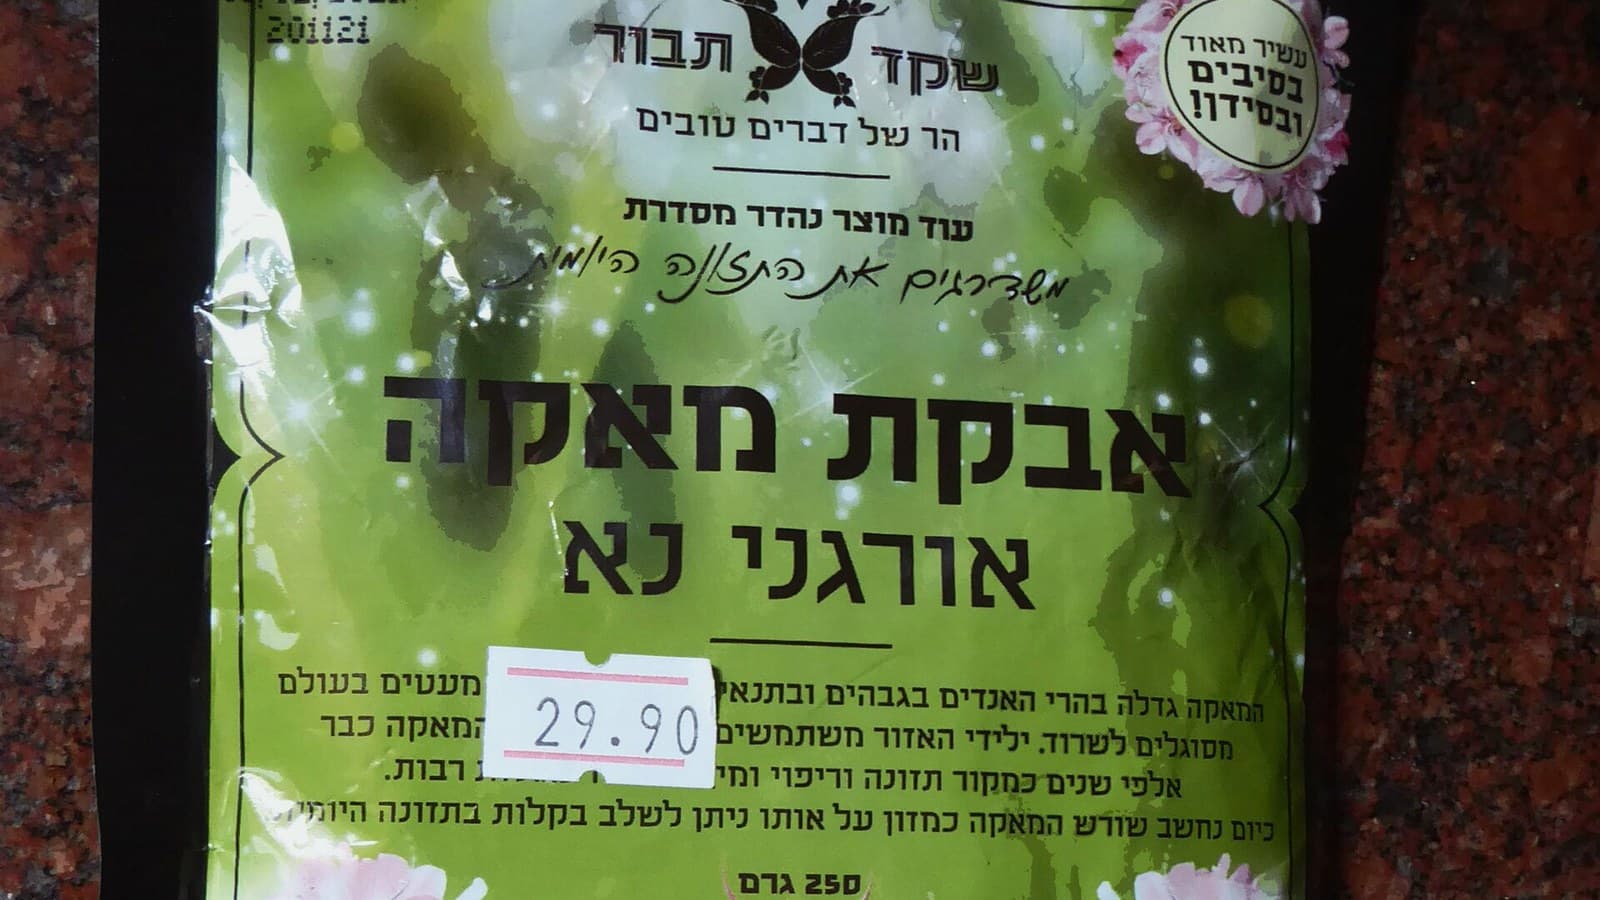 201121
שקד תבור
הר של דברים טובים
עשיר מאוד
בסיבים
ובסידן!
עוד מוצר נהדר מסדרת
משדרגים את התזונה היומית
אבקת מאקה
אורגני נא
המאקה גדלה בהרי האנדים בגבהים ובתנאי מעטים בעולם
מסוגלים לשרוד. ילידי האזור משתמשים המאקה כבר
אלפי שנים כמקור תזונה וריפוי רבות.
כיום נחשב שורש המאקה כמזון על אותו ניתן לשלב בקלות בתזונה היומית
29.90
250 גרם